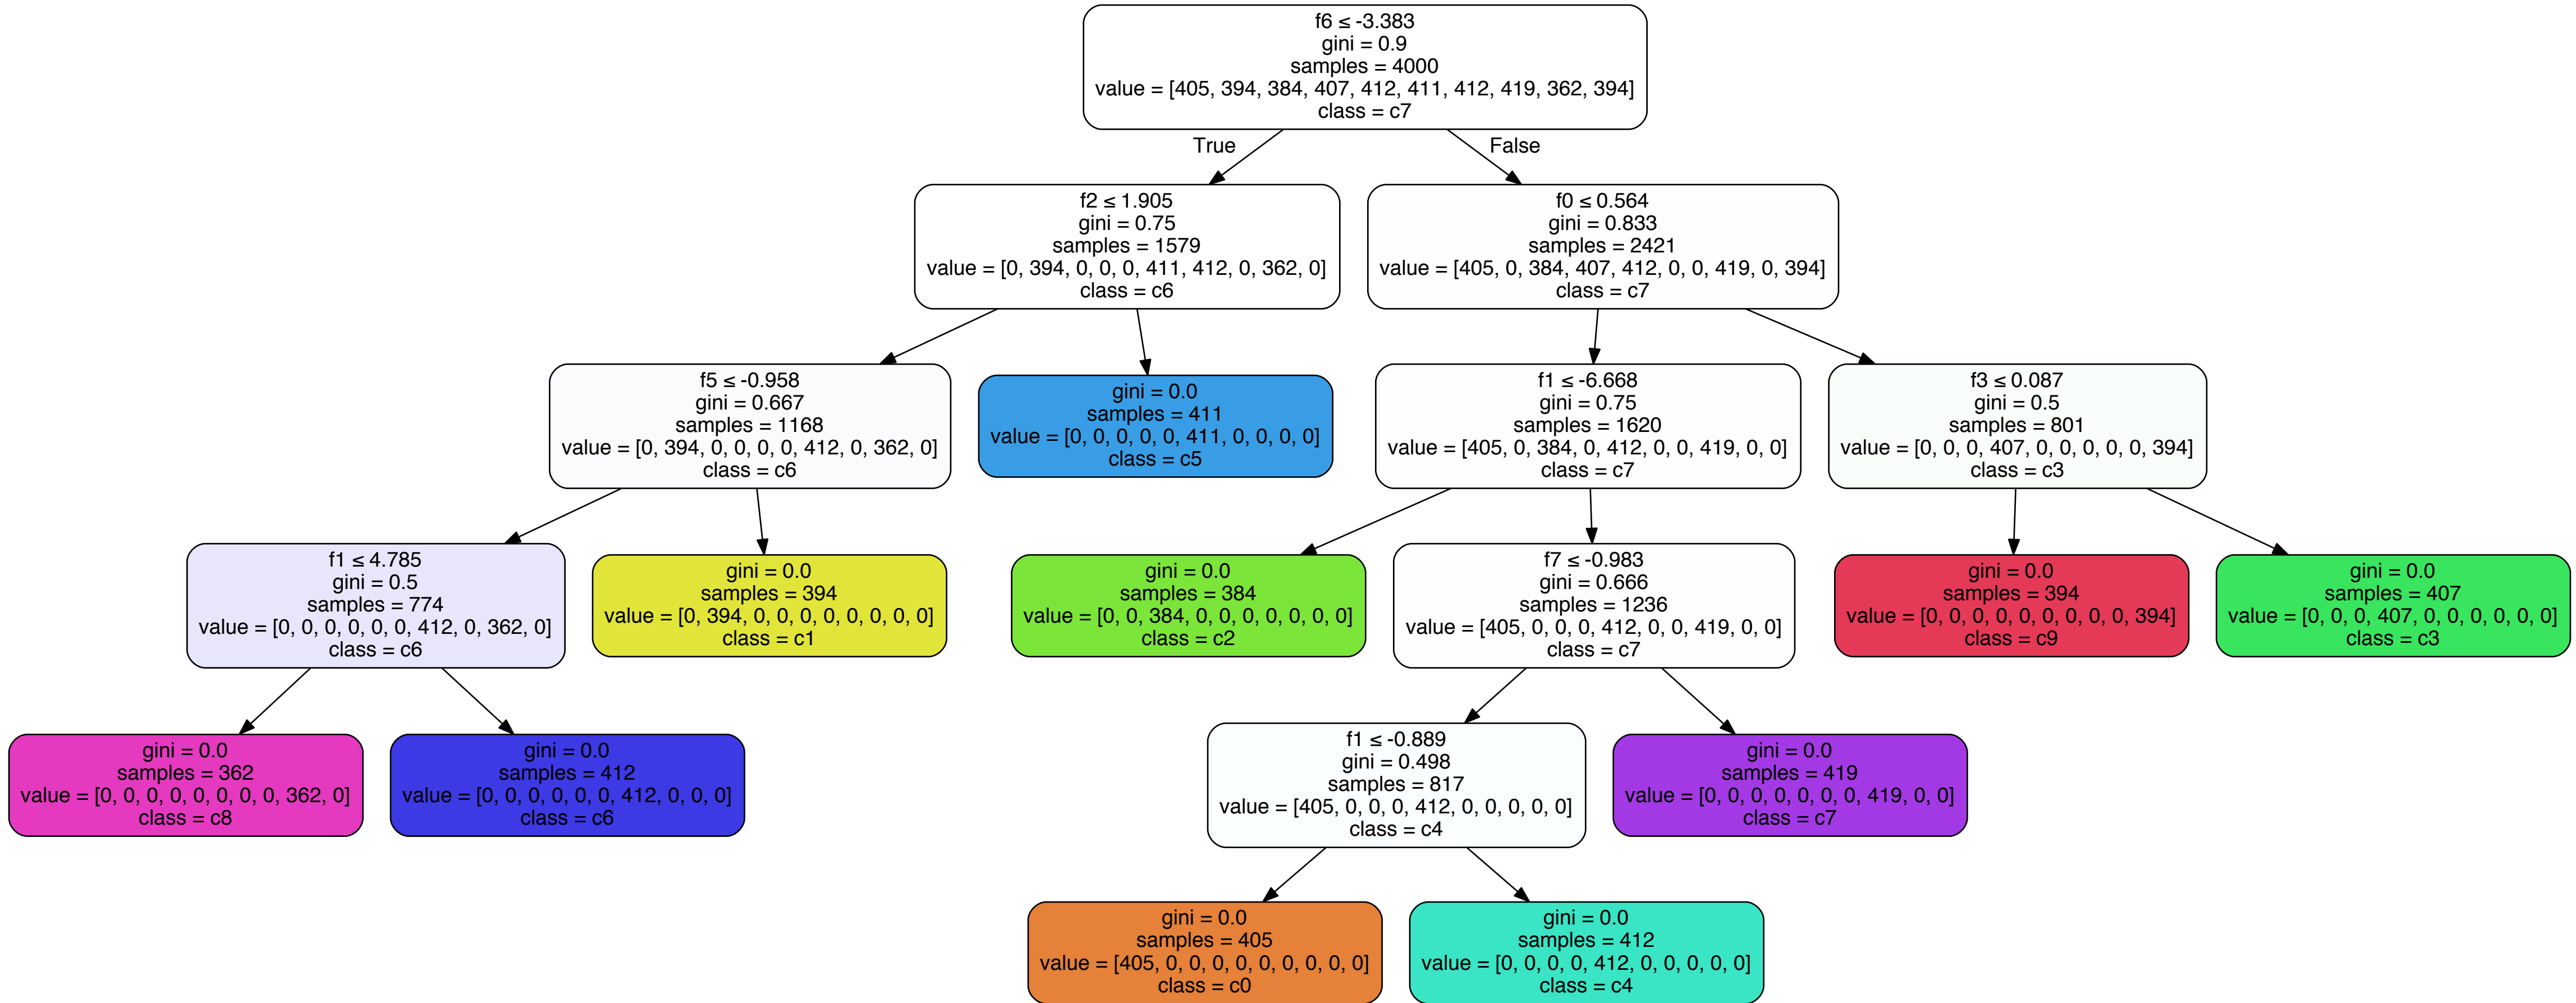 f6 ≤ -3.383
gini = 0.9
samples = 4000
value = [405, 394, 384, 407, 412, 411, 412, 419, 362, 394]
class = c7
True
False
f2 ≤ 1.905
gini = 0.75
samples = 1579
value = [0, 394, 0, 0, 0, 411, 412, 0, 362, 0]
class = c6
f0 ≤ 0.564
gini = 0.833
samples = 2421
value = [405, 0, 384, 407, 412, 0, 0, 419, 0, 394]
class = c7
f5 ≤ -0.958
gini = 0.667
samples = 1168
value = [0, 394, 0, 0, 0, 0, 412, 0, 362, 0]
class = c6
gini = 0.0
samples = 411
value = [0, 0, 0, 0, 0, 411, 0, 0, 0, 0]
class = c5
f1 ≤ -6.668
gini = 0.75
samples = 1620
value = [405, 0, 384, 0, 412, 0, 0, 419, 0, 0]
class = c7
f3 ≤ 0.087
gini = 0.5
samples = 801
value = [0, 0, 0, 407, 0, 0, 0, 0, 0, 394]
class = c3
f1 ≤ 4.785
gini = 0.5
samples = 774
value = [0, 0, 0, 0, 0, 0, 412, 0, 362, 0]
class = c6
gini = 0.0
samples = 394
value = [0, 394, 0, 0, 0, 0, 0, 0, 0, 0]
class = c1
gini = 0.0
samples = 384
value = [0, 0, 384, 0, 0, 0, 0, 0, 0, 0]
class = c2
f7 ≤ -0.983
gini = 0.666
samples = 1236
value = [405, 0, 0, 0, 412, 0, 0, 419, 0, 0]
class = c7
gini = 0.0
samples = 394
value = [0, 0, 0, 0, 0, 0, 0, 0, 0, 394]
class = c9
gini = 0.0
samples = 407
value = [0, 0, 0, 407, 0, 0, 0, 0, 0, 0]
class = c3
gini = 0.0
samples = 362
value = [0, 0, 0, 0, 0, 0, 0, 0, 362, 0]
class = c8
gini = 0.0
samples = 412
value = [0, 0, 0, 0, 0, 0, 412, 0, 0, 0]
class = c6
f1 ≤ -0.889
gini = 0.498
samples = 817
value = [405, 0, 0, 0, 412, 0, 0, 0, 0, 0]
class = c4
gini = 0.0
samples = 419
value = [0, 0, 0, 0, 0, 0, 0, 419, 0, 0]
class = c7
gini = 0.0
samples = 405
value = [405, 0, 0, 0, 0, 0, 0, 0, 0, 0]
class = c0
gini = 0.0
samples = 412
value = [0, 0, 0, 0, 412, 0, 0, 0, 0, 0]
class = c4